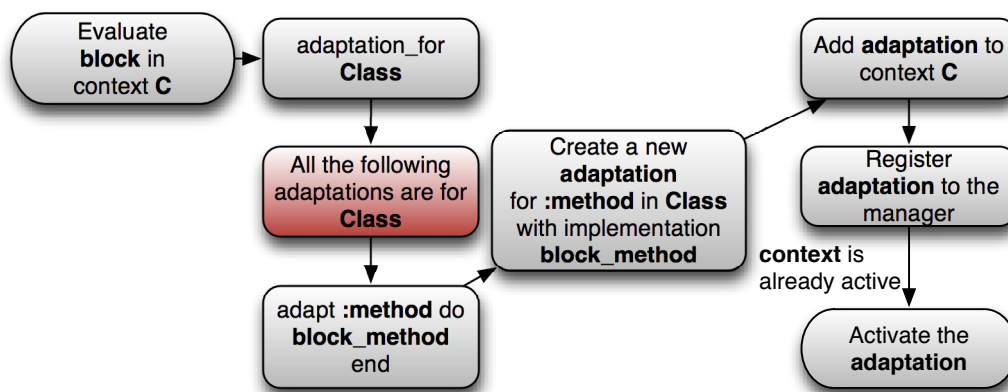 Evaluate
block in
context C
adaptation_for
Class
All the following
adaptations are for
Class
adapt :method do
block_method
end
Create a new
adaptation
for :method in Class
with implementation
block_method
Add adaptation to
context C
Register
adaptation to the
manager
context is
already active
Activate the
adaptation